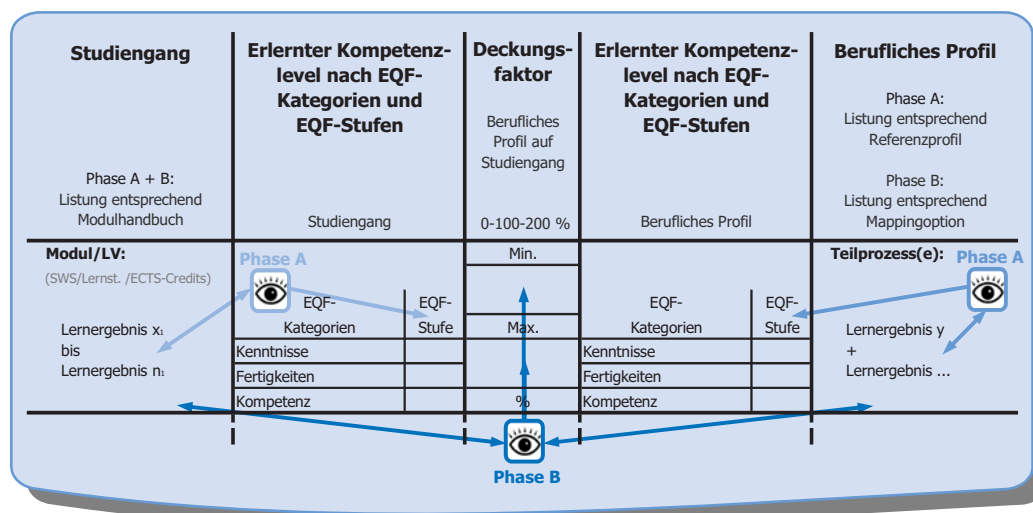 Studiengang
Phase A + B:
Listung entsprechend
Modulhandbuch
Erlernter Kompetenz-
level nach EQF-
Kategorien und
EQF-Stufen
Studiengang
Deckungs-
faktor
Berufliches
Profil auf
Studiengang
0-100-200 %
Erlernter Kompetenz-
level nach EQF-
Kategorien und
EQF-Stufen
Berufliches Profil
Berufliches Profil
Phase A:
Listung entsprechend
Referenzprofil
Phase B:
Listung entsprechend
Mappingoption
Modul/LV:
(SWS/Lernst. /ECTS-Credits)
Lernergebnis x₁
bis
Lernergebnis n₁
Phase A
EQF-
Kategorien
EQF-
Stufe
Kenntnisse
Fertigkeiten
Kompetenz
Min.
Max.
%
EQF-
Kategorien
EQF-
Stufe
Kenntnisse
Fertigkeiten
Kompetenz
Teilprozess(e):
Phase A
Lernergebnis y
+
Lernergebnis ...
Phase B